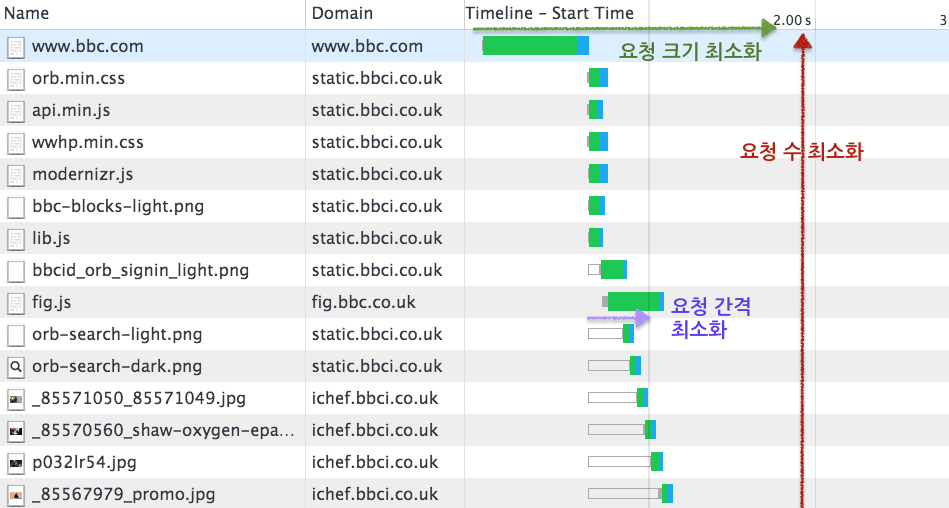 Name Domain Timeline – Start Time
2.00 s 3
www.bbc.com www.bbc.com 요청 크기 최소화
orb.min.css static.bbci.co.uk
api.min.js static.bbci.co.uk
wwhp.min.css static.bbci.co.uk 요청 수 최소화
modernizr.js static.bbci.co.uk
bbc-blocks-light.png static.bbci.co.uk
lib.js static.bbci.co.uk
bbcid_orb_signin_light.png static.bbci.co.uk
fig.js fig.bbc.co.uk 요청 간격
orb-search-light.png static.bbci.co.uk 최소화
orb-search-dark.png static.bbci.co.uk
_85571050_85571049.jpg ichef.bbci.co.uk
_85570560_shaw-oxygen-epa... ichef.bbci.co.uk
p032lr54.jpg ichef.bbci.co.uk
_85567979_promo.jpg ichef.bbci.co.uk